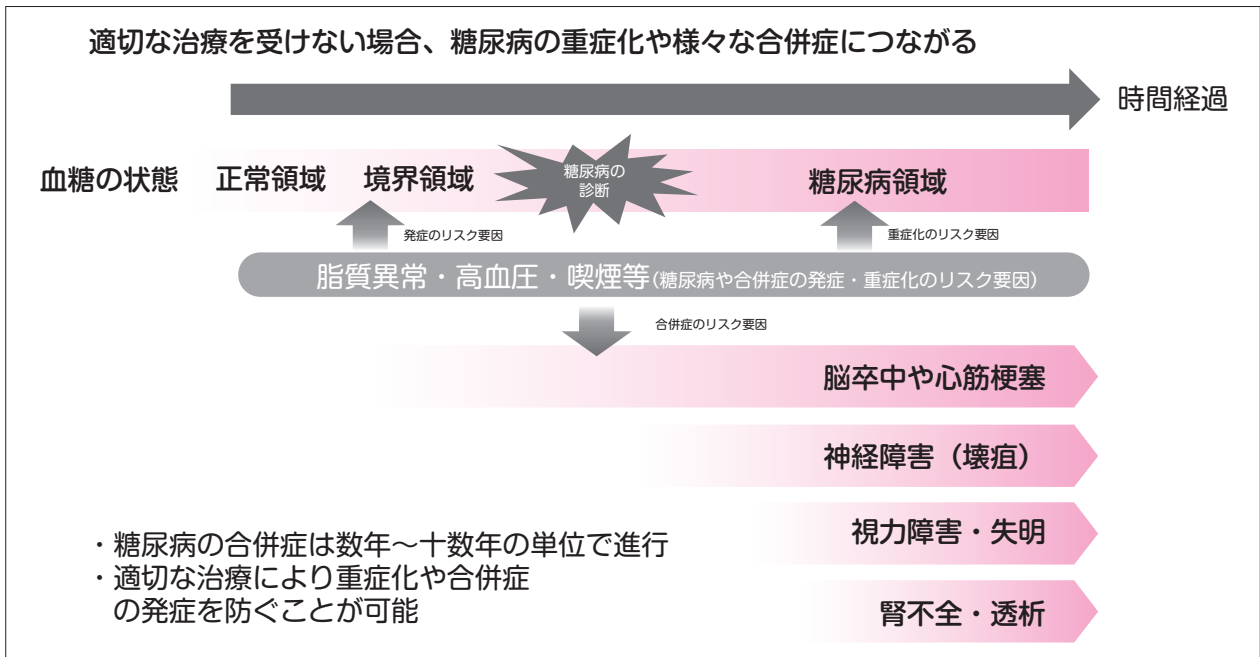 適切な治療を受けない場合、糖尿病の重症化や様々な合併症につながる
時間経過
血糖の状態
正常領域
境界領域
糖尿病の
診断
糖尿病領域
発症のリスク要因
重症化のリスク要因
脂質異常・高血圧・喫煙等(糖尿病や合併症の発症・重症化のリスク要因)
合併症のリスク要因
脳卒中や心筋梗塞
神経障害(壊疽)
視力障害・失明
腎不全・透析
・糖尿病の合併症は数年～十数年の単位で進行
・適切な治療により重症化や合併症
の発症を防ぐことが可能